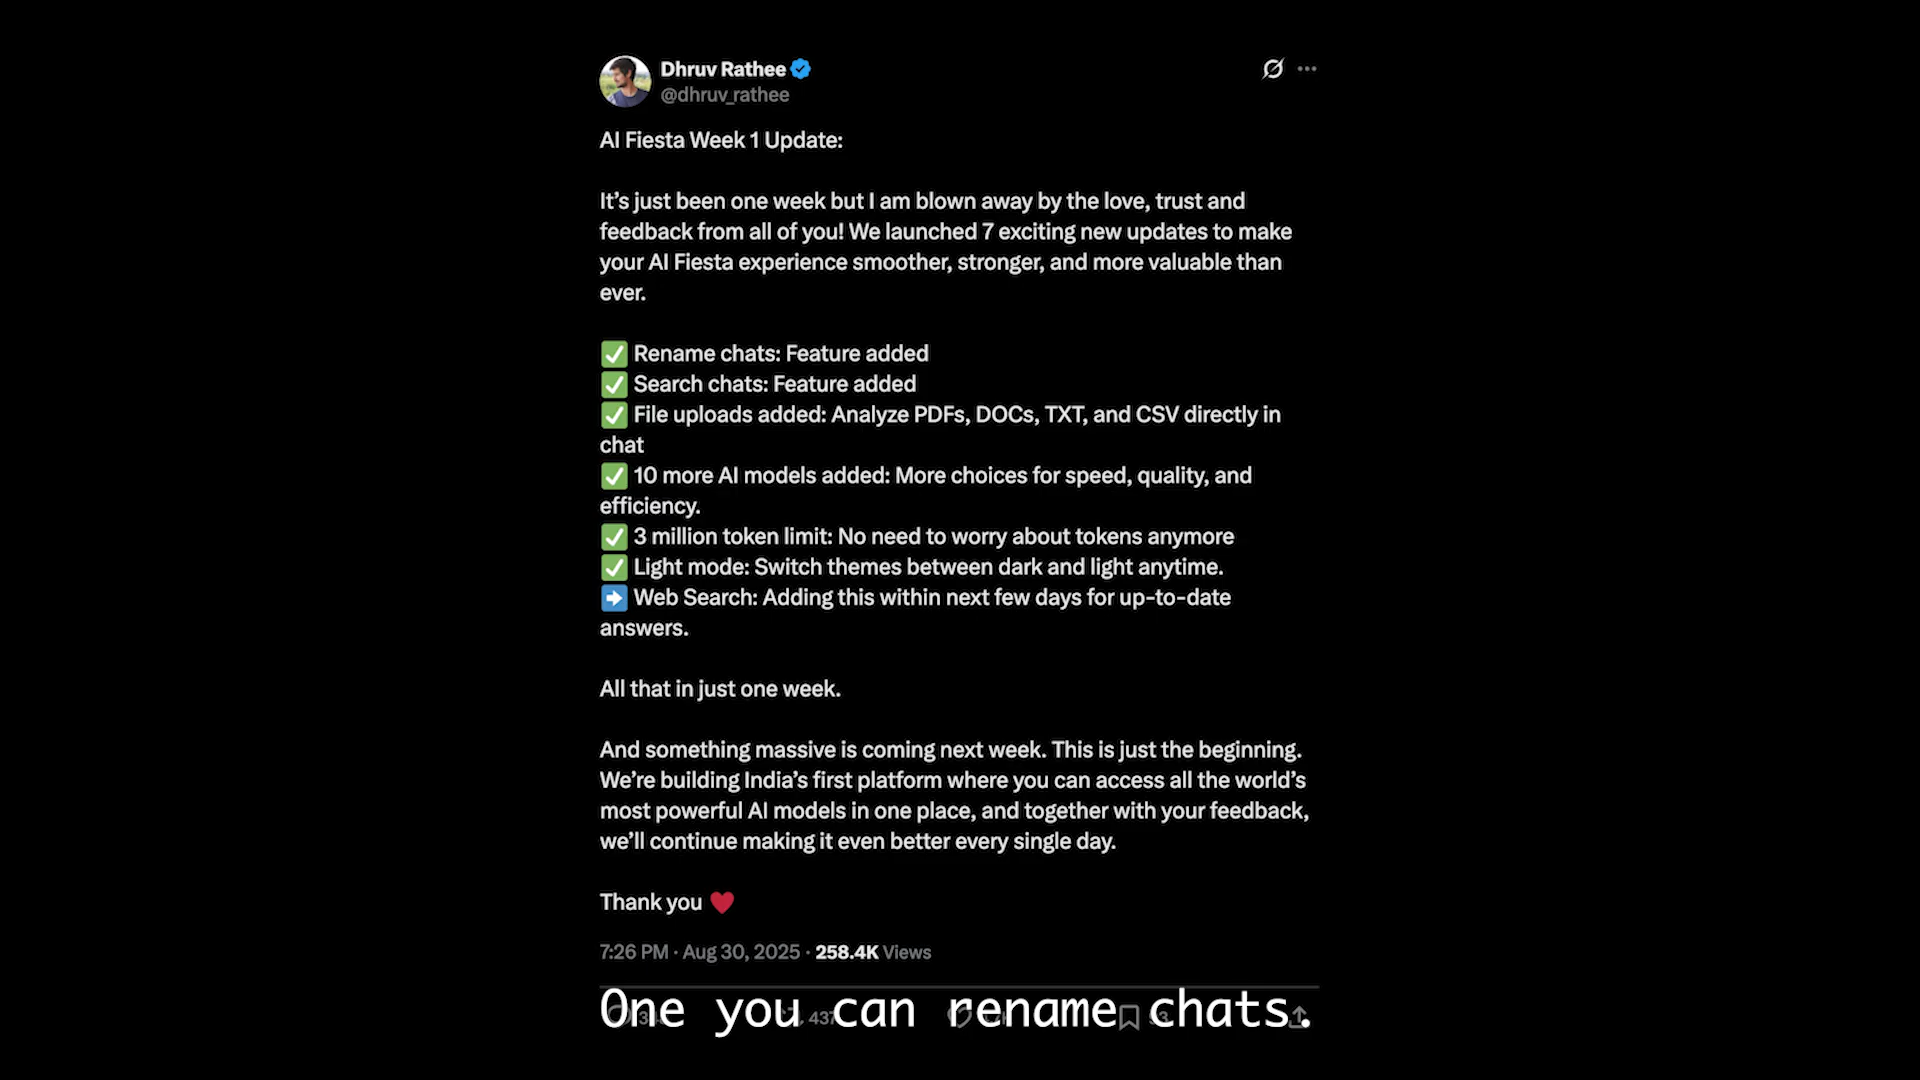 Dhruv Rathee
@dhruv_rathee
AI Fiesta Week 1 Update:
It’s just been one week but I am blown away by the love, trust and
feedback from all of you! We launched 7 exciting new updates to make
your AI Fiesta experience smoother, stronger, and more valuable than
ever.
✅ Rename chats: Feature added
✅ Search chats: Feature added
✅ File uploads added: Analyze PDFs, DOCs, TXT, and CSV directly in
chat
✅ 10 more AI models added: More choices for speed, quality, and
efficiency.
✅ 3 million token limit: No need to worry about tokens anymore
✅ Light mode: Switch themes between dark and light anytime.
➡️ Web Search: Adding this within next few days for up-to-date
answers.
All that in just one week.
And something massive is coming next week. This is just the beginning.
We’re building India’s first platform where you can access all the world’s
most powerful AI models in one place, and together with your feedback,
we’ll continue making it even better every single day.
Thank you ❤️
7:26 PM · Aug 30, 2025 · 258.4K Views
One you can rename chats.